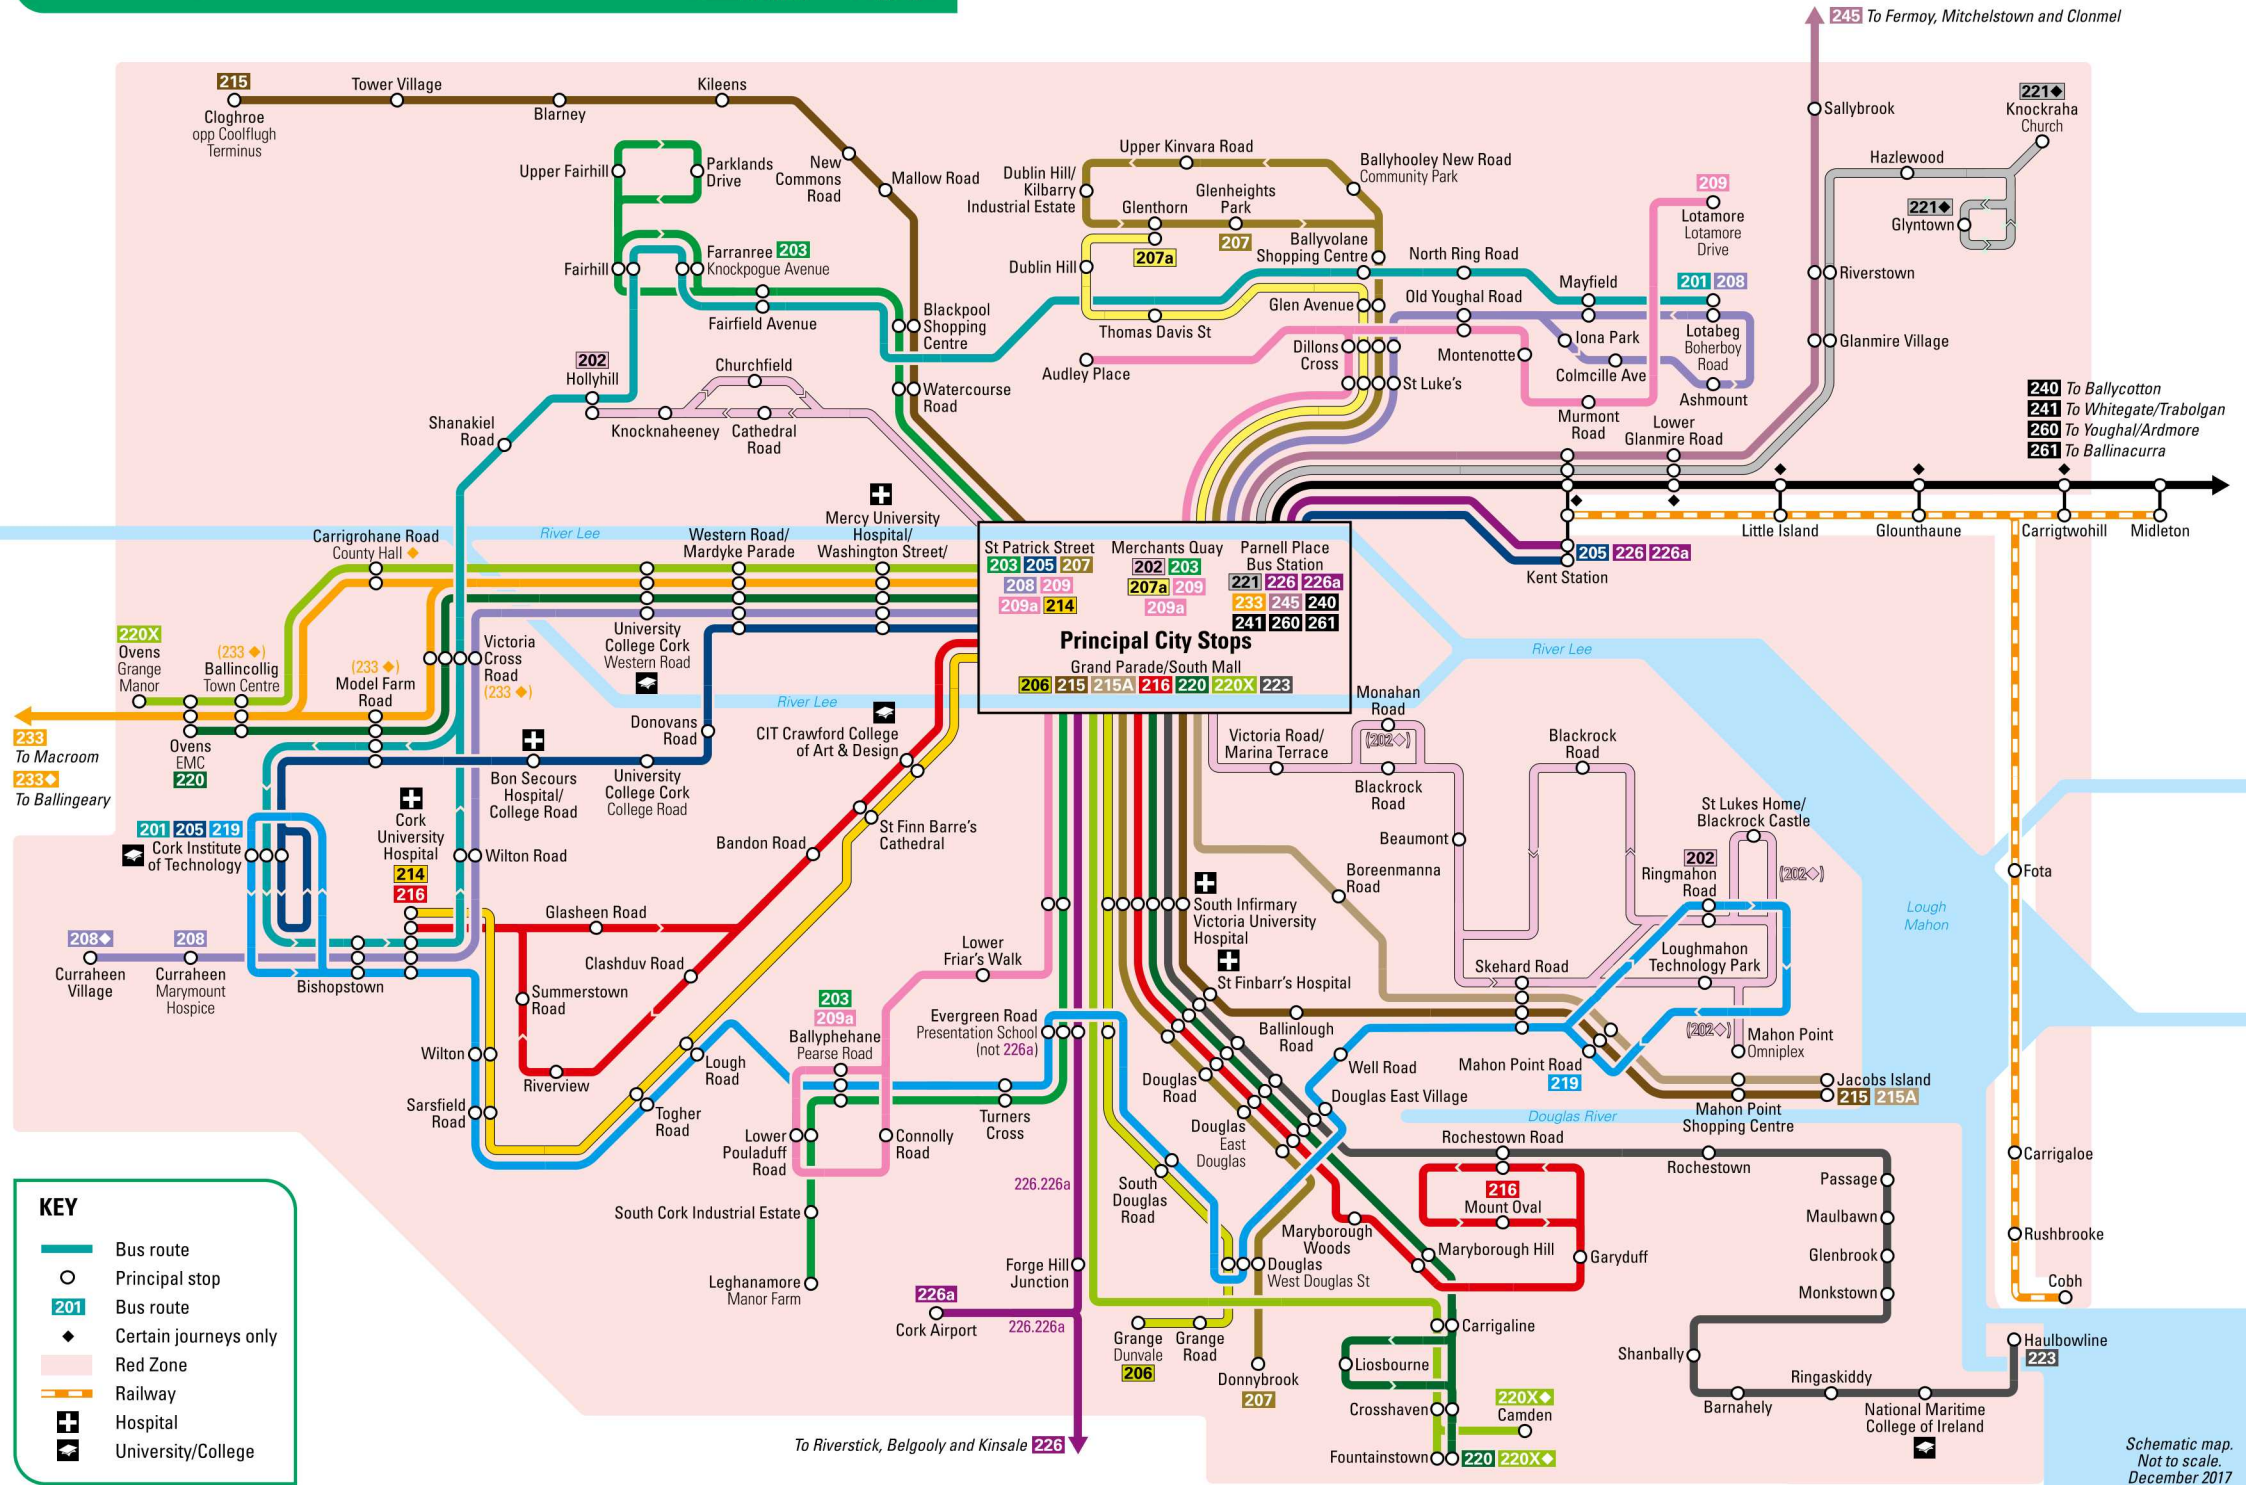 245 To Fermoy, Mitchelstown and Clonmel
215
Cloghroe
opp Coolflugh
Terminus
Tower Village
Blarney
Kileens
New
Commons
Road
Mallow Road
Upper Fairhill
Parklands
Drive
Fairhill
Farranree 203
Knockpogue Avenue
Fairfield Avenue
Blackpool
Shopping
Centre
Watercourse
Road
202
Hollyhill
Churchfield
Knocknaheeney
Cathedral
Road
Shanakiel
Road
Upper Kinvara Road
Dublin Hill/
Kilbarry
Industrial Estate
Ballyhooley New Road
Community Park
Glenthorn
Glenheights
Park
207
207a
Dublin Hill
Ballyvolane
Shopping Centre
Thomas Davis St
Glen Avenue
North Ring Road
Old Youghal Road
Mayfield
201 208
Lotabeg
Boherboy
Road
209
Lotamore
Lotamore
Drive
Audley Place
Dillons
Cross
St Luke's
Montenotte
Iona Park
Colmcille Ave
Ashmount
Murmont
Road
Lower
Glanmire Road
Sallybrook
221◆
Knockraha
Church
Hazlewood
221◆
Glyntown
Riverstown
Glanmire Village
240 To Ballycotton
241 To Whitegate/Trabolgan
260 To Youghal/Ardmore
261 To Ballinacurra
Little Island
Glounthaune
Carrigtwohill
Midleton
205 226 226a
Kent Station
Carrigrohane Road
County Hall ◆
River Lee
Western Road/
Mardyke Parade
Mercy University
Hospital/
Washington Street/
University
College Cork
Western Road
River Lee
St Patrick Street
203 205 207
208 209
209a 214
Merchants Quay
202 203
207a 209
209a
Parnell Place
Bus Station
221 226 226a
233 245 240
241 260 261
Principal City Stops
Grand Parade/South Mall
206 215 215A 216 220 220X 223
River Lee
220X
Ovens
Grange
Manor
(233 ◆)
Ballincollig
Town Centre
(233 ◆)
Model Farm
Road
Victoria
Cross
Road
(233 ◆)
233
To Macroom
233◆
To Ballingeary
Ovens
EMC
220
Donovans
Road
CIT Crawford College
of Art & Design
Bon Secours
Hospital/
College Road
University
College Cork
College Road
Cork
University
Hospital
214
216
201 205 219
Cork Institute
of Technology
Wilton Road
Bandon Road
St Finn Barre's
Cathedral
208◆
Curraheen
Village
208
Curraheen
Marymount
Hospice
Bishopstown
Glasheen Road
Clashduv Road
Summerstown
Road
Wilton
Riverview
Sarsfield
Road
Lough
Road
Togher
Road
Lower
Friar's Walk
203
209a
Ballyphehane
Pearse Road
Evergreen Road
Presentation School
(not 226a)
Turners
Cross
Lower
Pouladuff
Road
Connolly
Road
South Cork Industrial Estate
Leghanamore
Manor Farm
226.226a
Forge Hill
Junction
226a
Cork Airport
226.226a
To Riverstick, Belgooly and Kinsale 226
Monahan
Road
(202◇)
Victoria Road/
Marina Terrace
Blackrock
Road
Blackrock
Road
Beaumont
Boreenmanna
Road
St Lukes Home/
Blackrock Castle
202
Ringmahon
Road
(202◇)
Loughmahon
Technology Park
Skehard Road
South Infirmary
Victoria University
Hospital
St Finbarr's Hospital
Ballinlough
Road
Well Road
Mahon Point Road
219
(202◇)
Mahon Point
Omniplex
Jacobs Island
215 215A
Mahon Point
Shopping Centre
Lough
Mahon
Douglas
Road
Douglas East Village
Douglas River
Douglas
East
Douglas
South
Douglas
Road
Rochestown Road
216
Mount Oval
Rochestown
Maryborough
Woods
Maryborough Hill
Garyduff
Douglas
West Douglas St
Grange
Dunvale
206
Grange
Road
Donnybrook
207
Carrigaline
Liosbourne
Crosshaven
220X◆
Camden
Fountainstown
220 220X◆
Passage
Maulbawn
Glenbrook
Monkstown
Shanbally
Barnahely
Ringaskiddy
National Maritime
College of Ireland
Haulbowline
223
Fota
Carrigaloe
Rushbrooke
Cobh
KEY
Bus route
Principal stop
201 Bus route
Certain journeys only
Red Zone
Railway
Hospital
University/College
Schematic map.
Not to scale.
December 2017